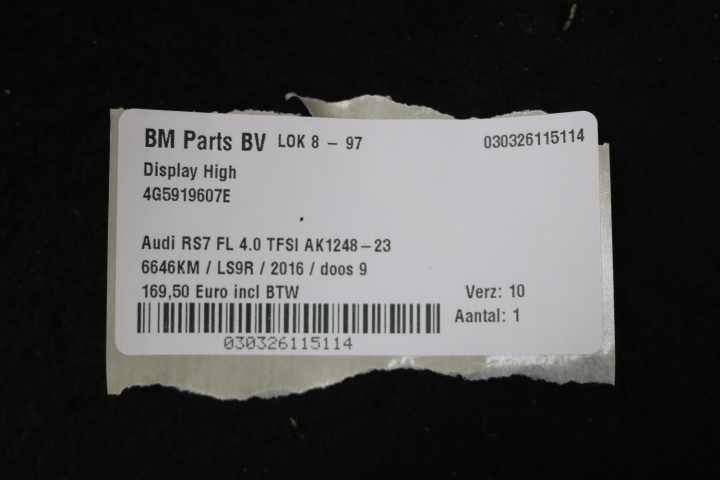 BM Parts BV LOK 8 - 97 030326115114
Display High
4G5919607E
Audi RS7 FL 4.0 TFSI AK1248-23
6646KM / LS9R / 2016 / doos 9
169,50 Euro incl BTW Verz: 10
Aantal: 1
030326115114